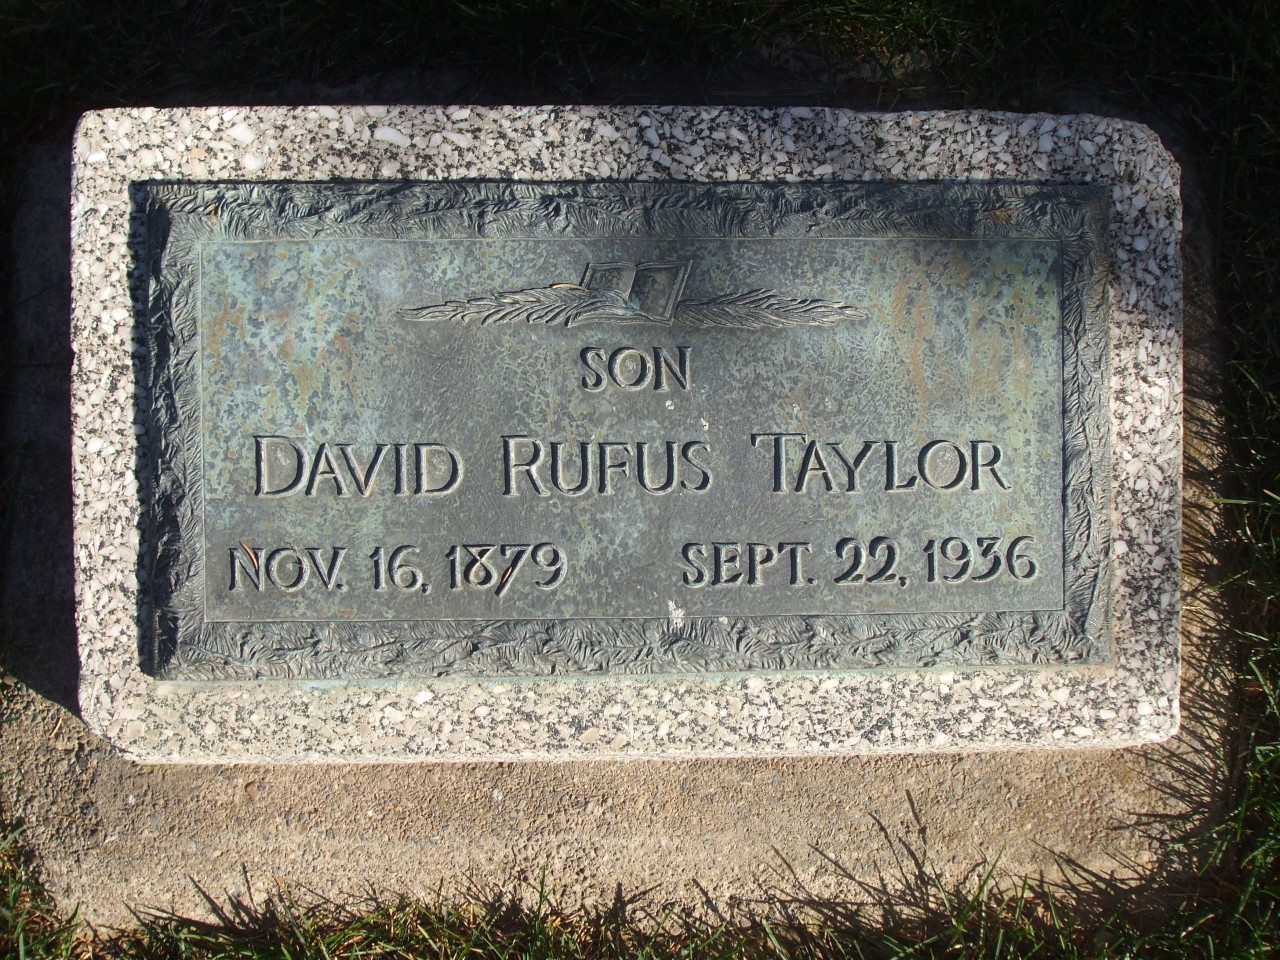 SON
DAVID RUFUS TAYLOR
NOV. 16, 1879 SEPT. 22, 1936